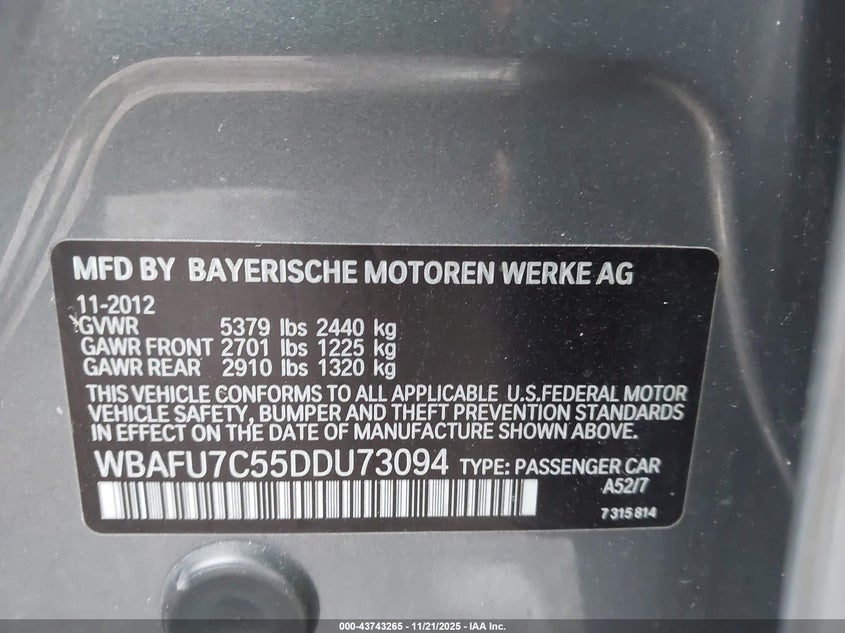 MFD BY BAYERISCHE MOTOREN WERKE AG
11-2012
GVWR 5379 lbs 2440 kg
GAWR FRONT 2701 lbs 1225 kg
GAWR REAR 2910 lbs 1320 kg
THIS VEHICLE CONFORMS TO ALL APPLICABLE U.S.FEDERAL MOTOR
VEHICLE SAFETY, BUMPER AND THEFT PREVENTION STANDARDS
IN EFFECT ON THE DATE OF MANUFACTURE SHOWN ABOVE.
WBAFU7C55DDU73094 TYPE: PASSENGER CAR
A52/7
7 315 814
000-43743265 | 11/21/2025 - IAA Inc.